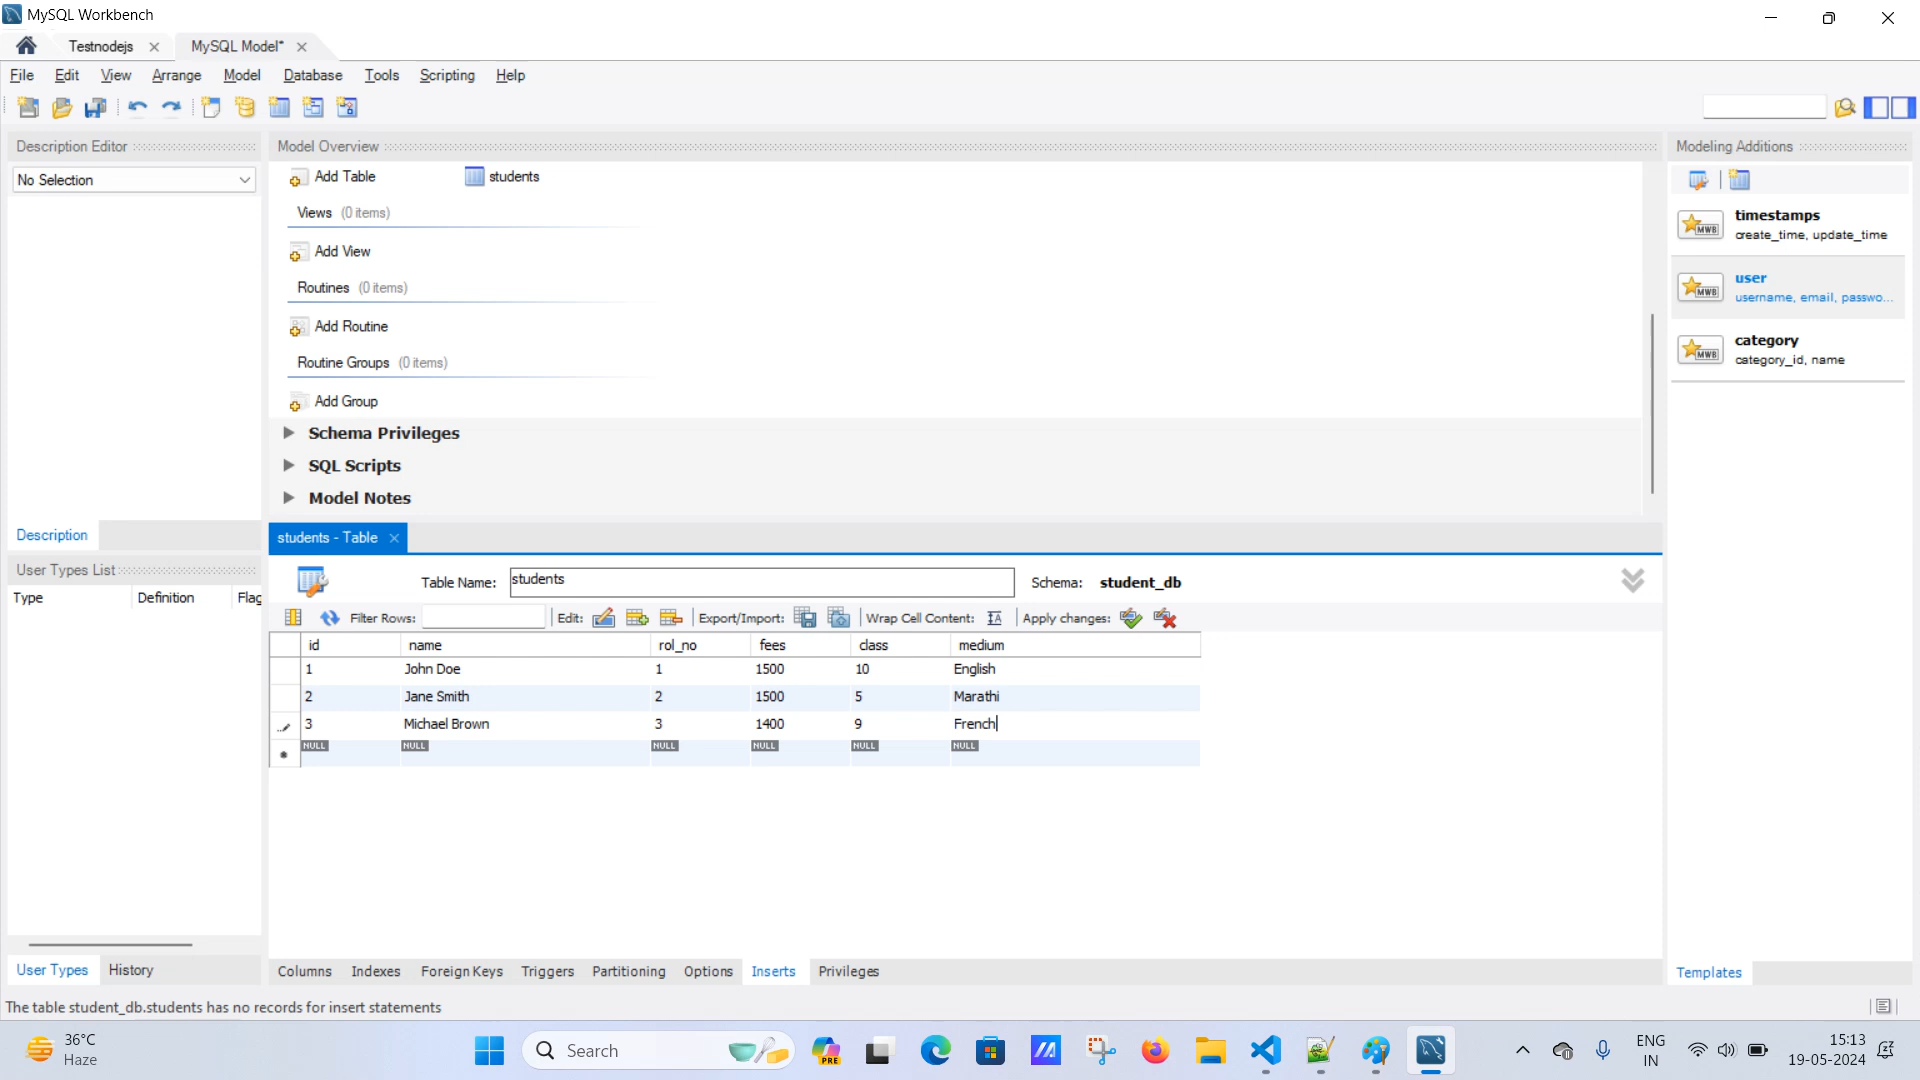 MySQL Workbench
Testnodejs
MySQL Model*
File Edit View Arrange Model Database Tools Scripting Help
Description Editor
No Selection
Description
User Types List
Type Definition Flag
User Types History
Model Overview
Add Table students
Views (0 items)
Add View
Routines (0 items)
Add Routine
Routine Groups (0 items)
Add Group
Schema Privileges
SQL Scripts
Model Notes
students - Table
Table Name: students Schema: student_db
Filter Rows: Edit: Export/Import: Wrap Cell Content: Apply changes:
id name rol_no fees class medium
1 John Doe 1 1500 10 English
2 Jane Smith 2 1500 5 Marathi
3 Michael Brown 3 1400 9 French
NULL NULL NULL NULL NULL NULL
Columns Indexes Foreign Keys Triggers Partitioning Options Inserts Privileges
Modeling Additions
MWB timestamps
create_time, update_time
MWB user
username, email, passwo...
MWB category
category_id, name
Templates
The table student_db.students has no records for insert statements
36°C
Haze
Search
PRE
ENG
IN
15:13
19-05-2024